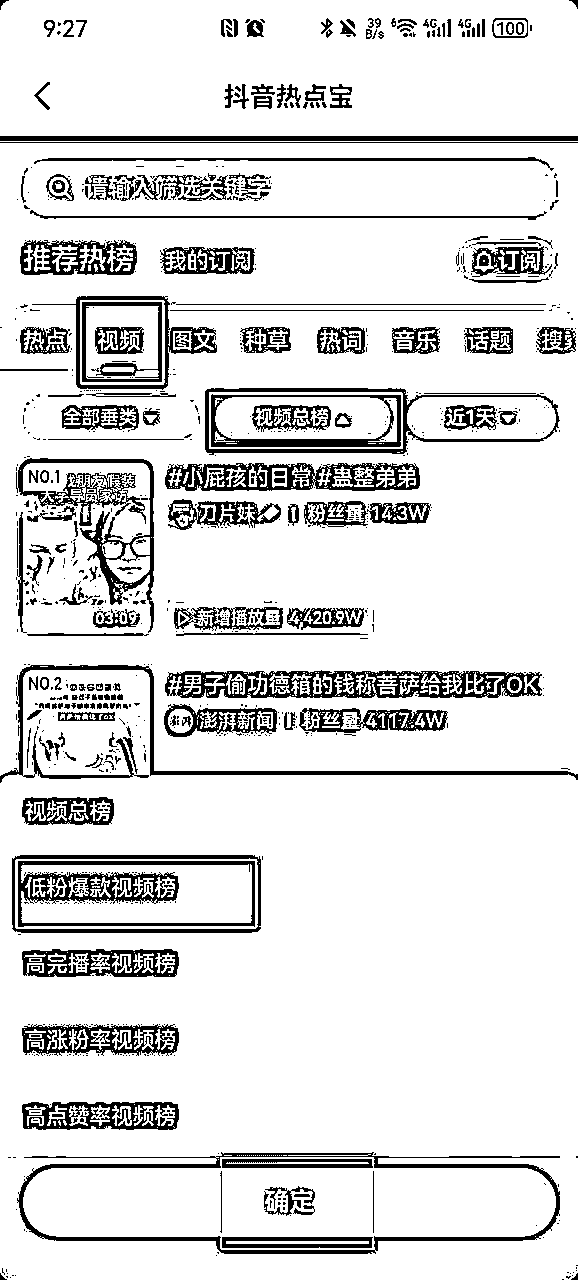 9:27
39 B/s 6 4G 4G 100
抖音热点宝
请输入筛选关键字
推荐热榜 我的订阅 订阅
热点 视频 图文 种草 热词 音乐 话题
全部垂类 视频总榜 近1天
NO.1
#小屁孩的日常 #蛊整弟弟
刀片妹 粉丝量 14.3W
03:09
新增播放量 4,420.9W
NO.2
#男子偷功德箱的钱称菩萨给我比了OK
澎湃新闻 粉丝量 4117.4W
视频总榜
低粉爆款视频榜
高完播率视频榜
高涨粉率视频榜
高点赞率视频榜
确定